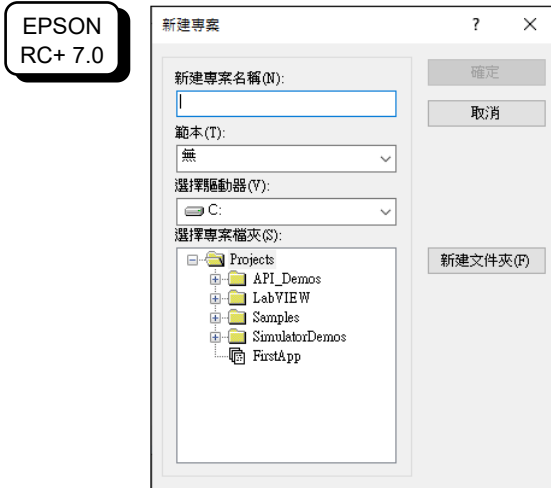 EPSON
RC+ 7.0
新建專案
?
新建專案名稱(N):
確定
取消
範本(T):
無
選擇驅動器(V):
C:
選擇專案檔夾(S):
新建文件夾(F)
Projects
API_Demos
LabVIEW
Samples
SimulatorDemos
FirstApp